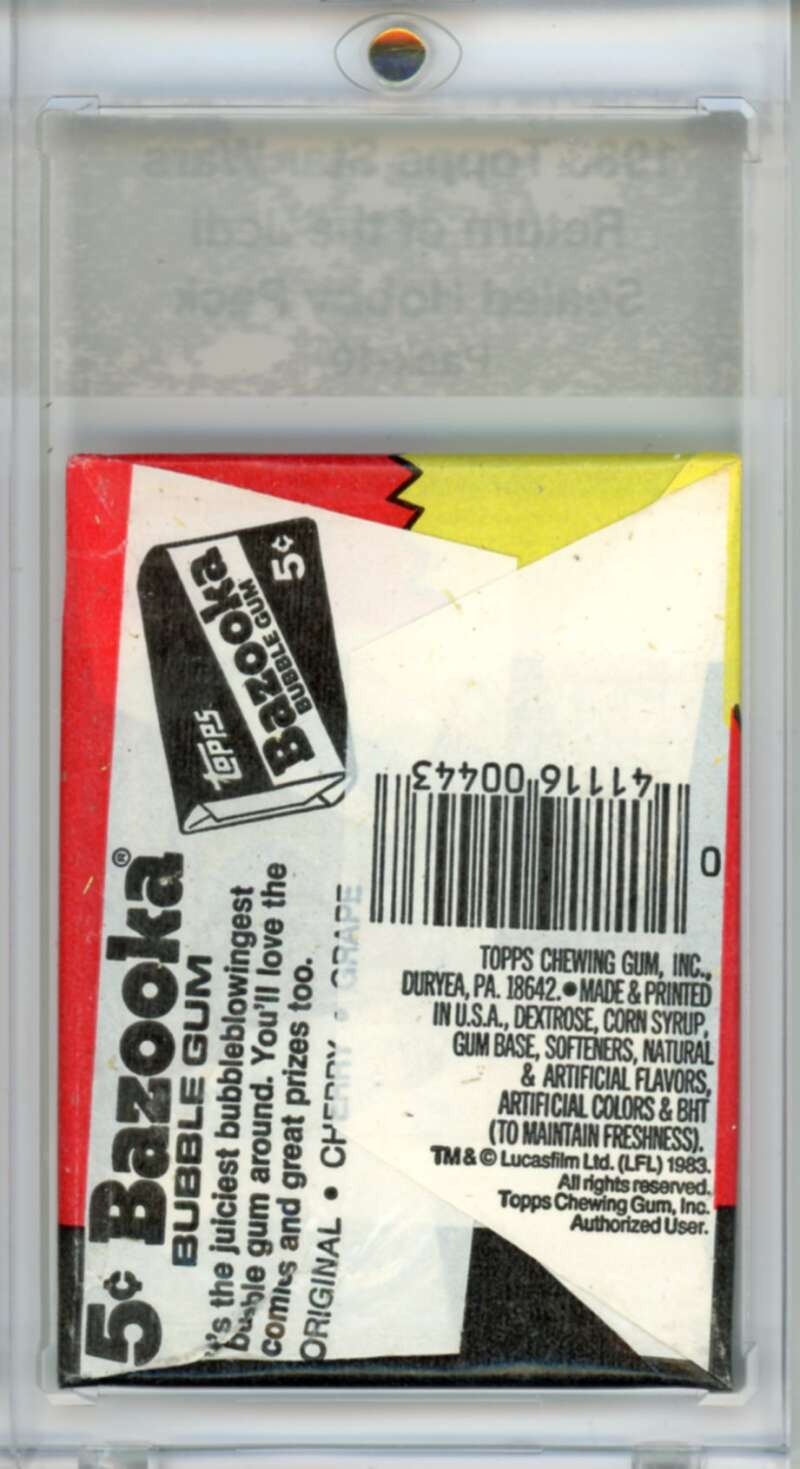 1983 Topps Star Wars
Return of the Jedi
Sealed Hobby Pack
Topps
Bazooka
BUBBLE GUM
5¢
5¢ Bazooka®
BUBBLE GUM
It's the juiciest bubbleblowingest
bubble gum around. You'll love the
comics and great prizes too.
ORIGINAL • CHERRY • GRAPE
41116 00443
0
TOPPS CHEWING GUM, INC.,
DURYEA, PA. 18642. • MADE & PRINTED
IN U.S.A., DEXTROSE, CORN SYRUP,
GUM BASE, SOFTENERS, NATURAL
& ARTIFICIAL FLAVORS,
ARTIFICIAL COLORS & BHT
(TO MAINTAIN FRESHNESS).
TM & © Lucasfilm Ltd. (LFL) 1983.
All rights reserved.
Topps Chewing Gum, Inc.
Authorized User.